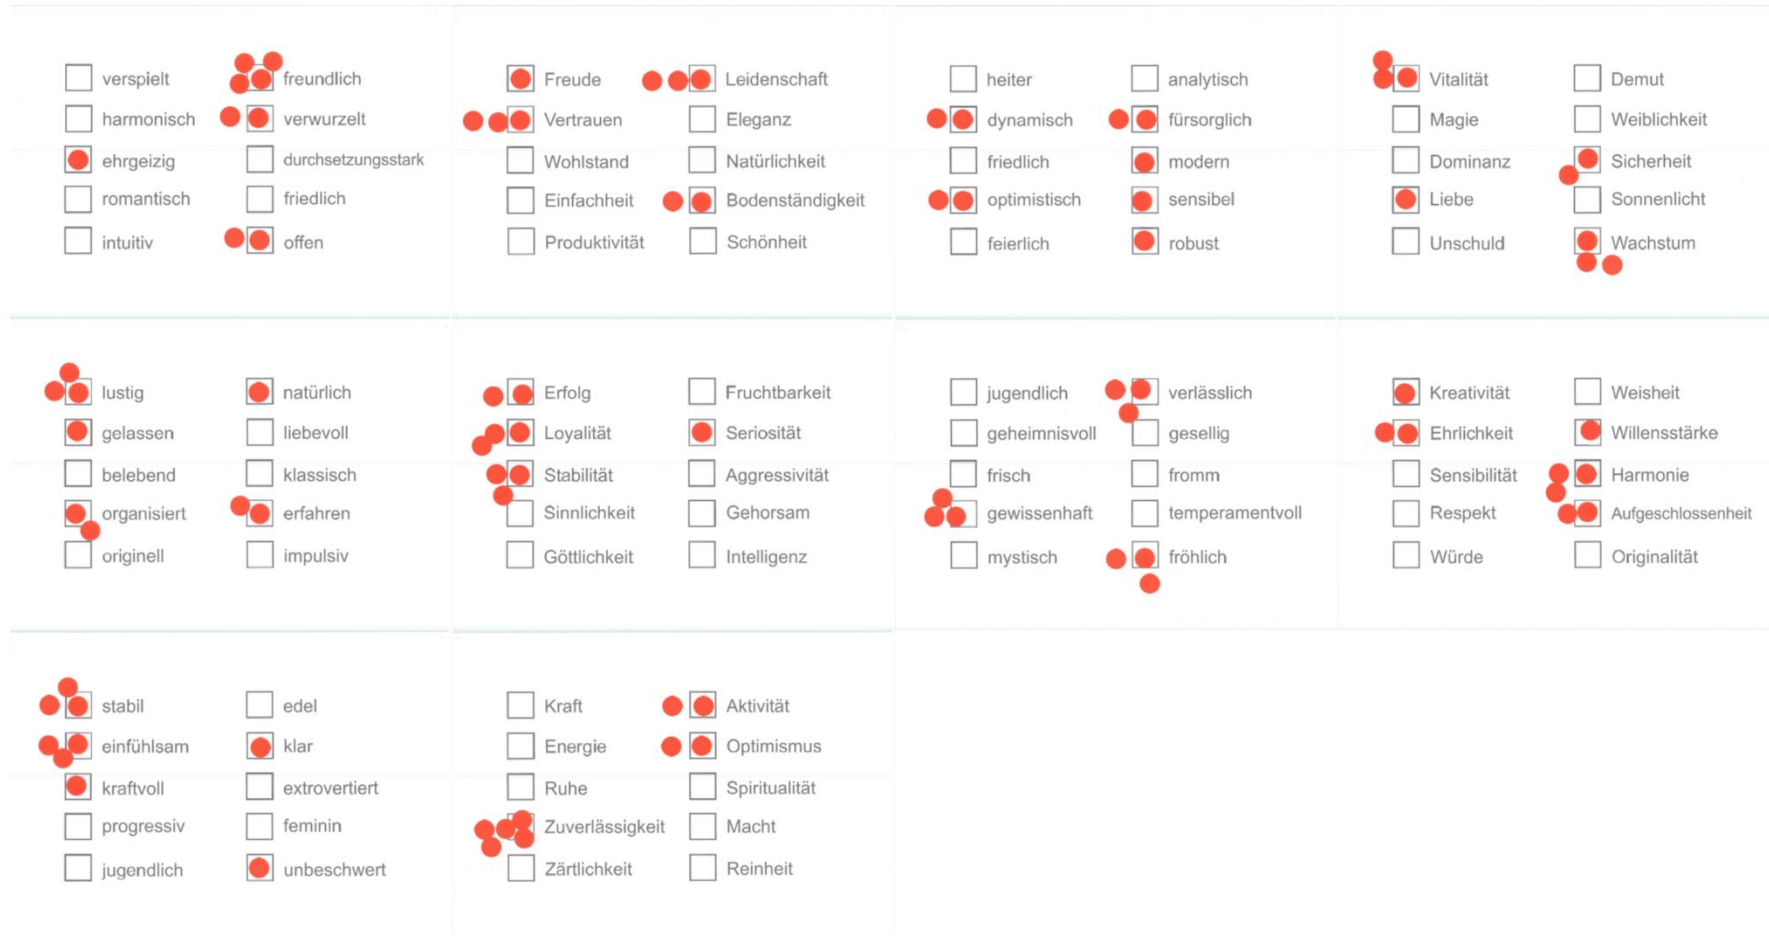 verspielt
harmonisch
ehrgeizig
romantisch
intuitiv
freundlich
verwurzelt
durchsetzungsstark
friedlich
offen
Freude
Vertrauen
Wohlstand
Einfachheit
Produktivität
Leidenschaft
Eleganz
Natürlichkeit
Bodenständigkeit
Schönheit
heiter
dynamisch
friedlich
optimistisch
feierlich
analytisch
fürsorglich
modern
sensibel
robust
Vitalität
Magie
Dominanz
Liebe
Unschuld
Demut
Weiblichkeit
Sicherheit
Sonnenlicht
Wachstum
lustig
gelassen
belebend
organisiert
originell
natürlich
liebevoll
klassisch
erfahren
impulsiv
Erfolg
Loyalität
Stabilität
Sinnlichkeit
Göttlichkeit
Fruchtbarkeit
Seriosität
Aggressivität
Gehorsam
Intelligenz
jugendlich
geheimnisvoll
frisch
gewissenhaft
mystisch
verlässlich
gesellig
fromm
temperamentvoll
fröhlich
Kreativität
Ehrlichkeit
Sensibilität
Respekt
Würde
Weisheit
Willensstärke
Harmonie
Aufgeschlossenheit
Originalität
stabil
einfühlsam
kraftvoll
progressiv
jugendlich
edel
klar
extrovertiert
feminin
unbeschwert
Kraft
Energie
Ruhe
Zuverlässigkeit
Zärtlichkeit
Aktivität
Optimismus
Spiritualität
Macht
Reinheit